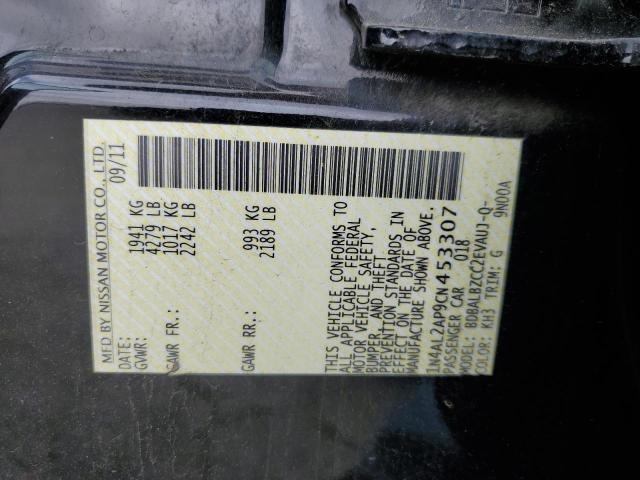 MFD BY NISSAN MOTOR CO., LTD.
DATE: 09/11
GVWR: 1941 KG
4279 LB
GAWR FR: 1017 KG
2242 LB
GAWR RR: 993 KG
2189 LB
THIS VEHICLE CONFORMS TO
ALL APPLICABLE FEDERAL
MOTOR VEHICLE SAFETY,
BUMPER, AND THEFT
PREVENTION STANDARDS IN
EFFECT ON THE DATE OF
MANUFACTURE SHOWN ABOVE.
1N4AL2AP9CN453307
PASSENGER CAR 018
MODEL: BDBALBZCC2EVAUJ-Q-
COLOR: KH3 TRIM: G 9N00A